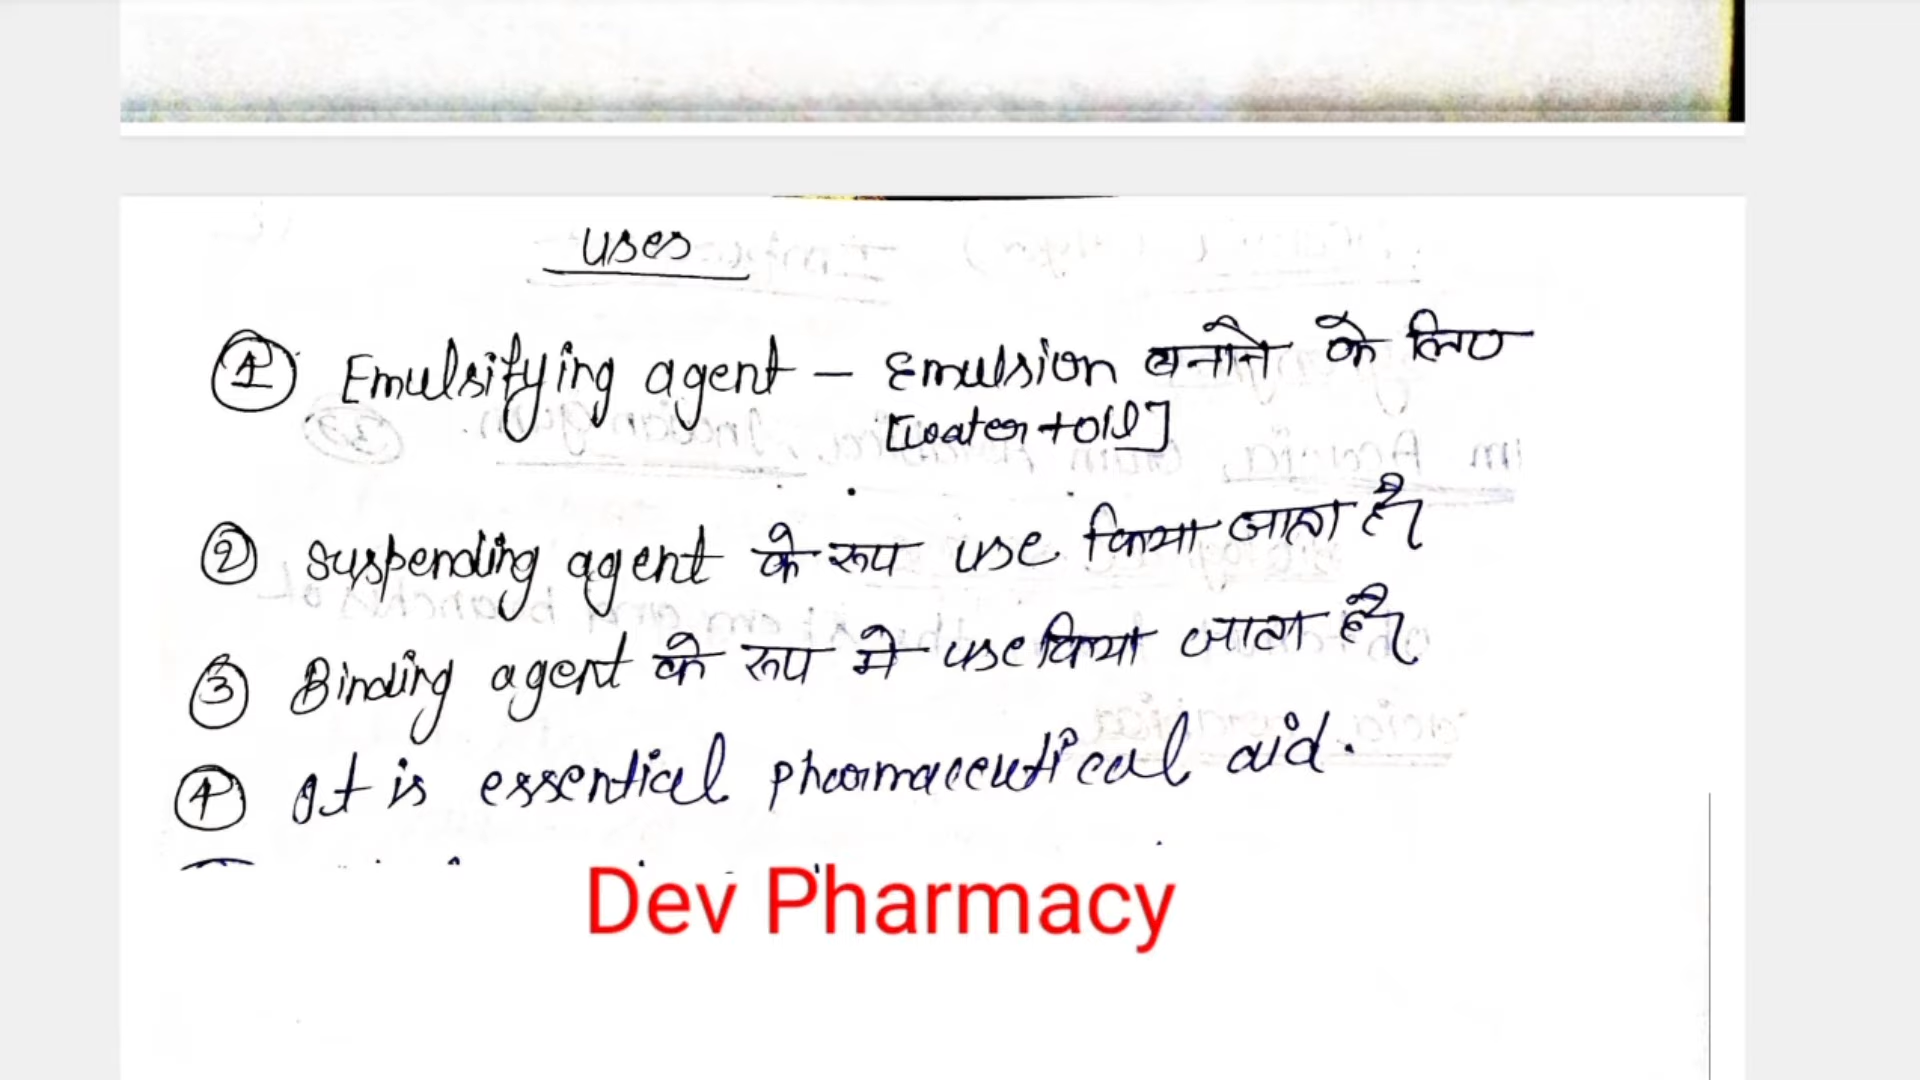 uses
① Emulsifying agent – Emulsion बनाने के लिए
[water + oil]
② Suspending agent के रूप use किया जाता है
③ Binding agent के रूप मे use किया जाता है
④ It is essential pharmaceutical aid.
Dev Pharmacy